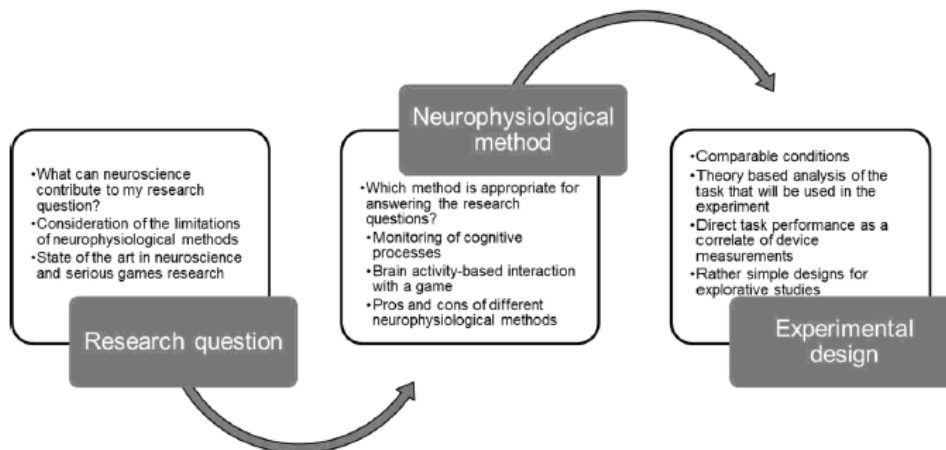 •What can neuroscience
contribute to my research
question?
•Consideration of the limitations
of neurophysiological methods
•State of the art in neuroscience
and serious games research
Research question
Neurophysiological
method
•Which method is appropriate for
answering the research
questions?
•Monitoring of cognitive
processes
•Brain activity-based interaction
with a game
•Pros and cons of different
neurophysiological methods
•Comparable conditions
•Theory based analysis of the
task that will be used in the
experiment
•Direct task performance as a
correlate of device
measurements
•Rather simple designs for
explorative studies
Experimental
design